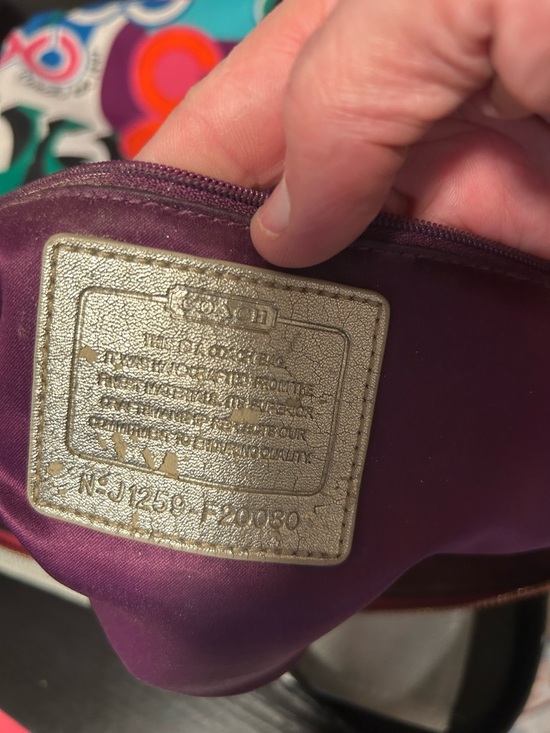 COACH
THIS IS A COACH BAG.
IT WAS HANDCRAFTED FROM THE
FINEST MATERIALS. ITS SUPERIOR
CRAFTSMANSHIP REFLECTS OUR
COMMITMENT TO ENDURING QUALITY.
Nº J1259-F20080